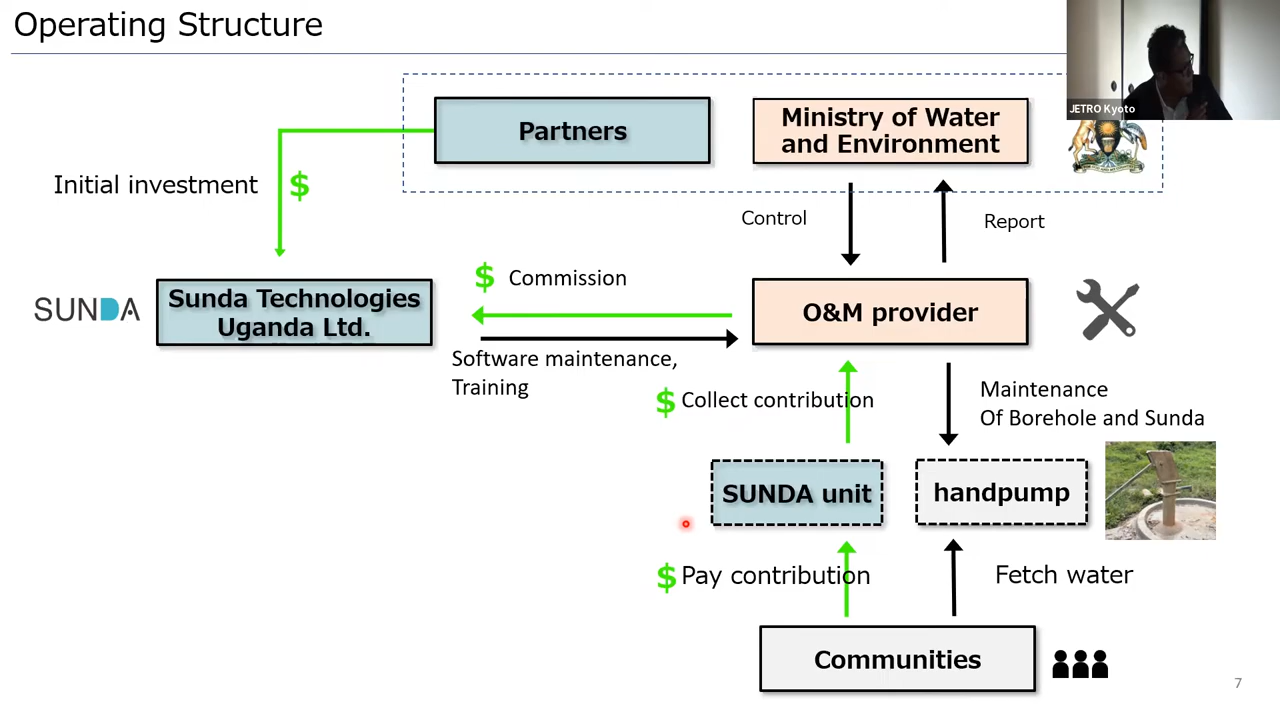 Operating Structure
JETRO Kyoto
Partners
Ministry of Water
and Environment
Initial investment
$
Control
Report
$ Commission
SUNDA
Sunda Technologies
Uganda Ltd.
O&M provider
Software maintenance,
Training
$ Collect contribution
Maintenance
Of Borehole and Sunda
SUNDA unit
handpump
$ Pay contribution
Fetch water
Communities
7